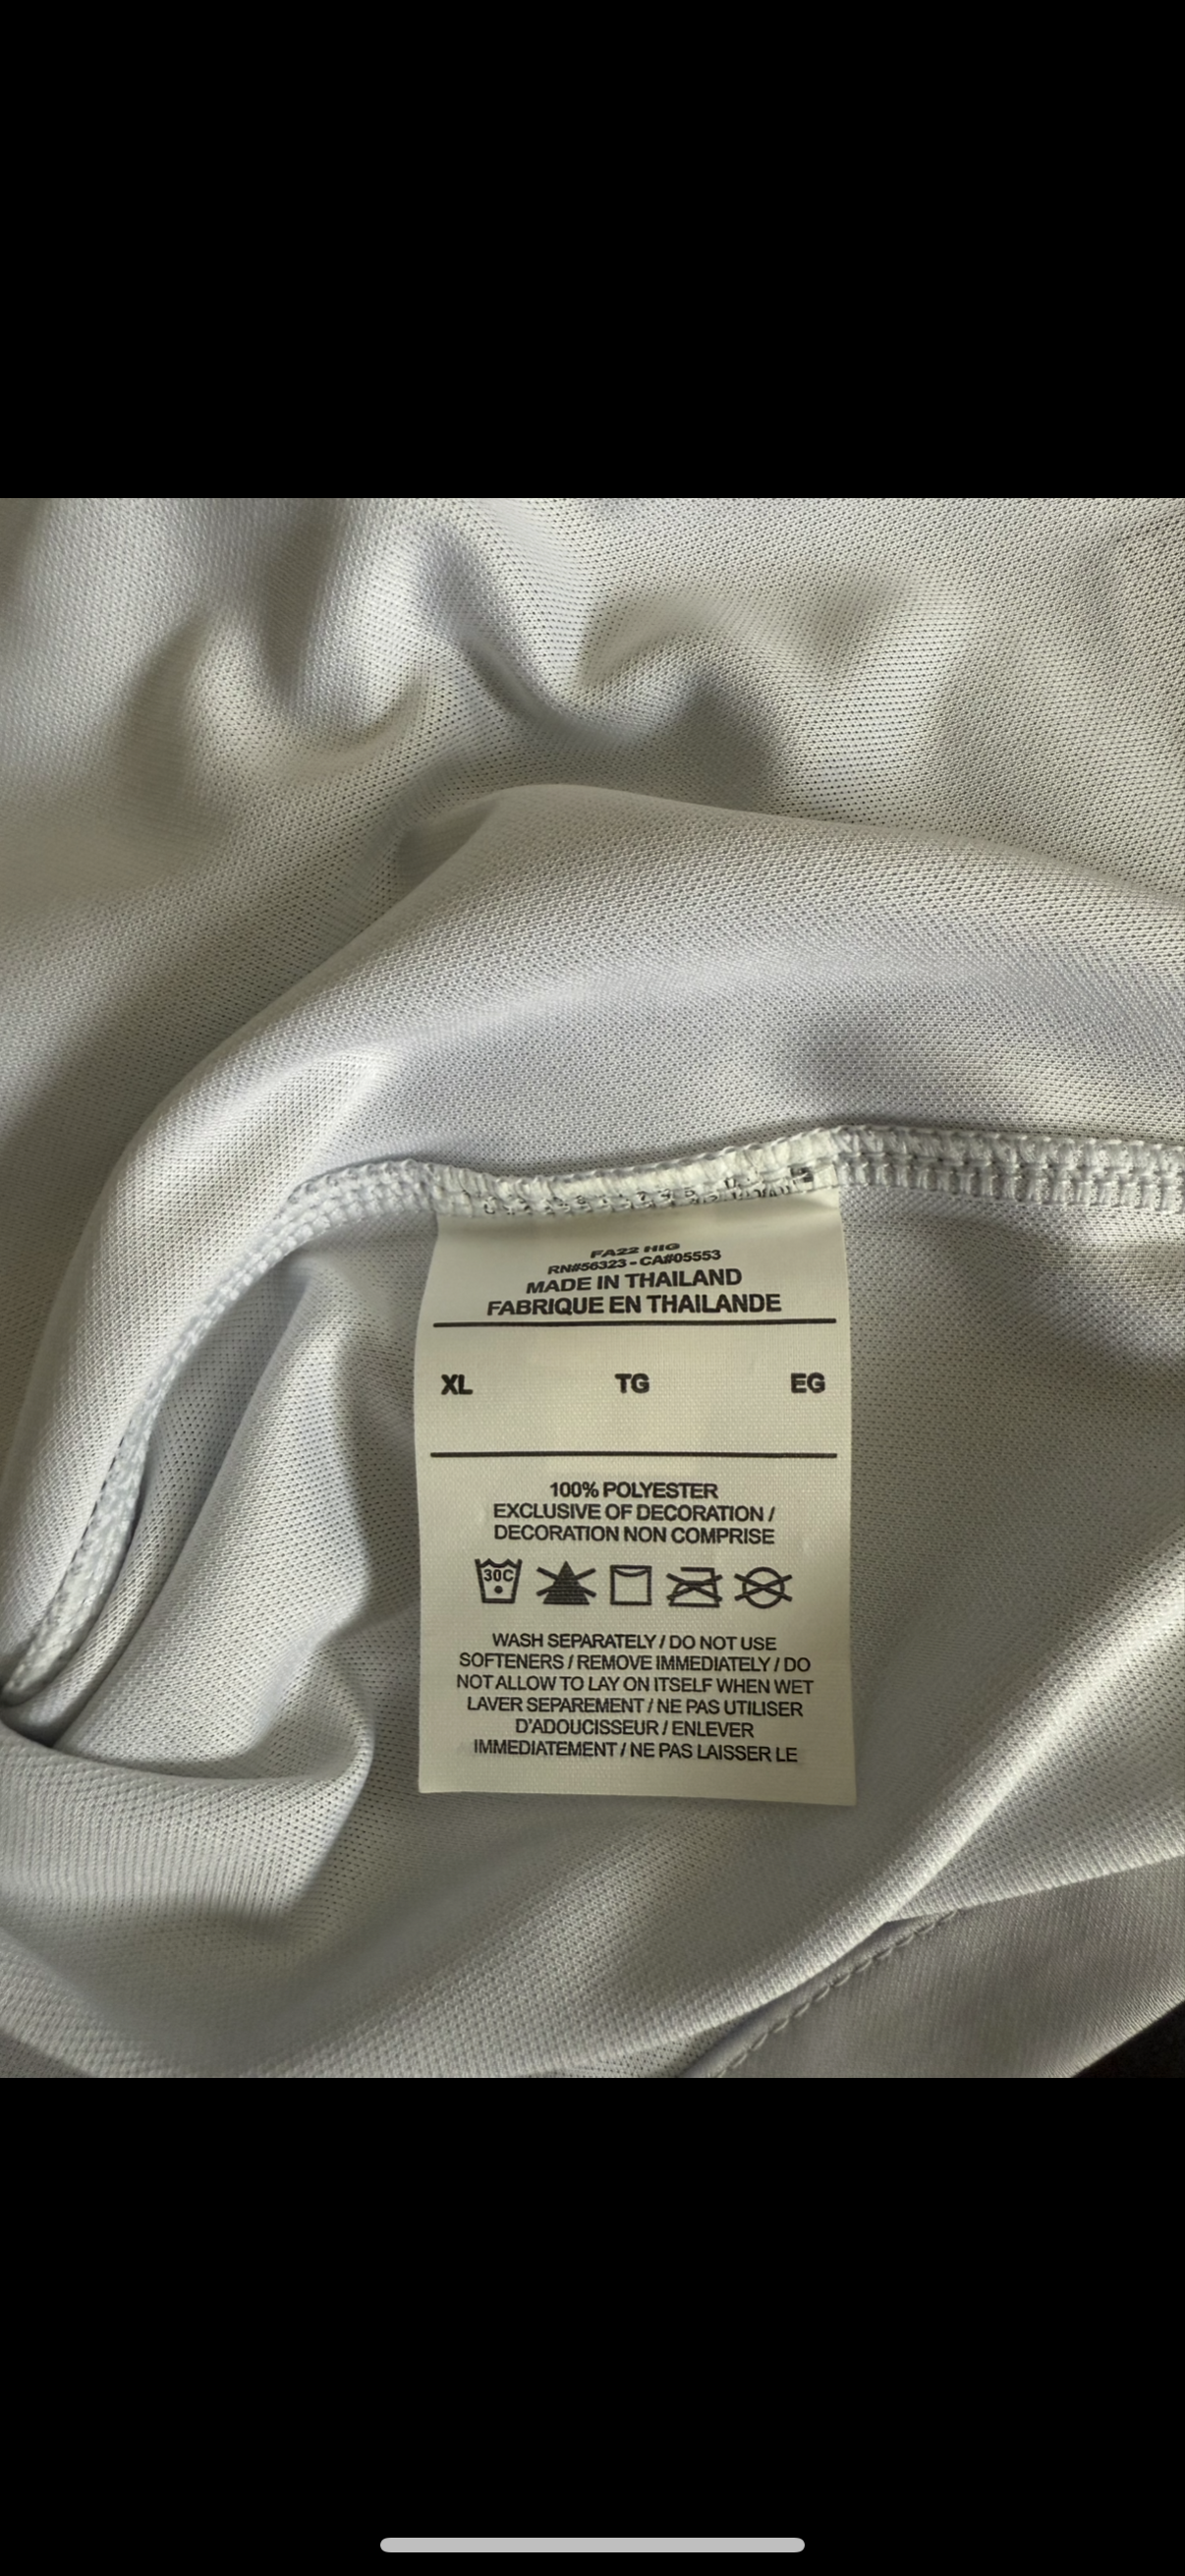 FA22 HIG
RN#56323 - CA#05553
MADE IN THAILAND
FABRIQUE EN THAILANDE
XL TG EG
100% POLYESTER
EXCLUSIVE OF DECORATION /
DECORATION NON COMPRISE
30C
WASH SEPARATELY / DO NOT USE
SOFTENERS / REMOVE IMMEDIATELY / DO
NOT ALLOW TO LAY ON ITSELF WHEN WET
LAVER SEPAREMENT / NE PAS UTILISER
D'ADOUCISSEUR / ENLEVER
IMMEDIATEMENT / NE PAS LAISSER LE